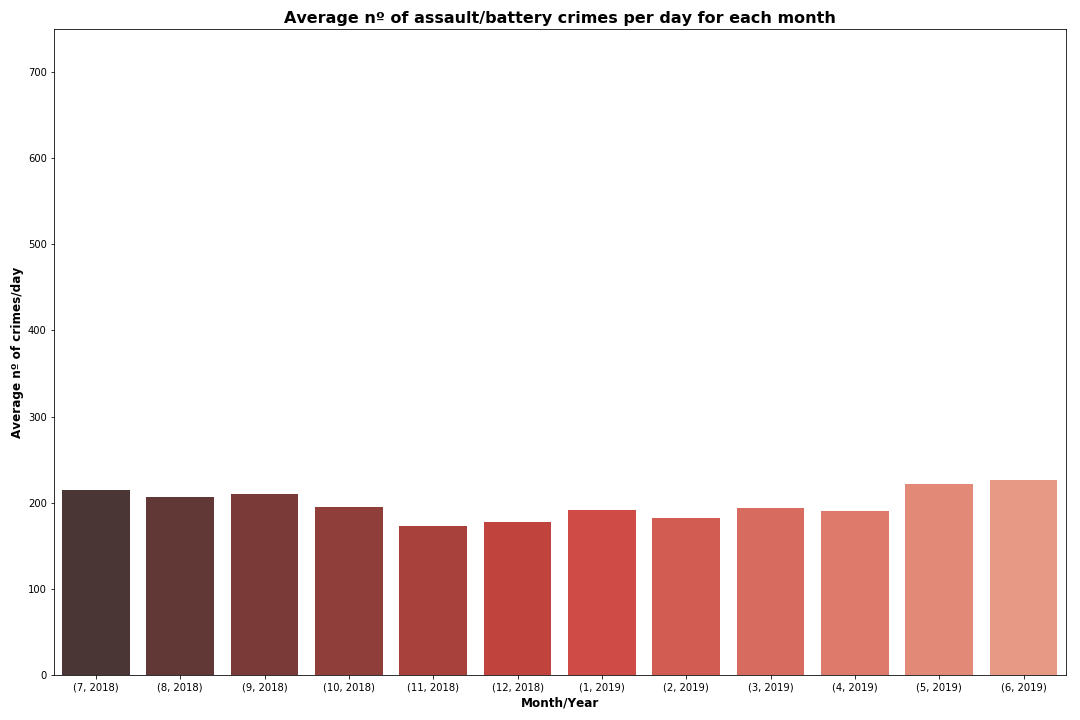 Average nº of assault/battery crimes per day for each month
Average nº of crimes/day
700
600
500
400
300
200
100
0
(7, 2018) (8, 2018) (9, 2018) (10, 2018) (11, 2018) (12, 2018) (1, 2019) (2, 2019) (3, 2019) (4, 2019) (5, 2019) (6, 2019)
Month/Year